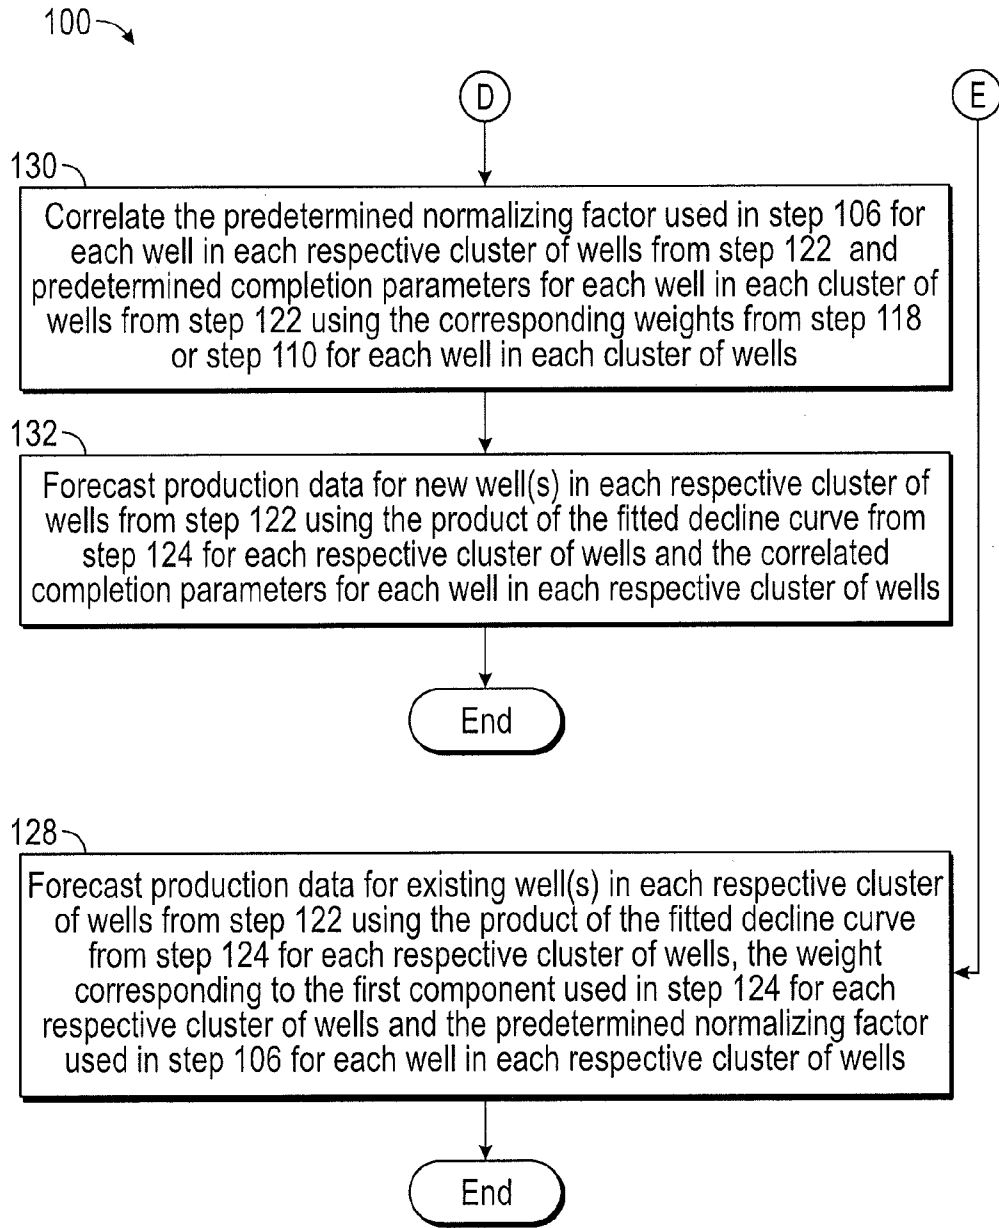 100
D
E
130
Correlate the predetermined normalizing factor used in step 106 for
each well in each respective cluster of wells from step 122 and
predetermined completion parameters for each well in each cluster of
wells from step 122 using the corresponding weights from step 118
or step 110 for each well in each cluster of wells
132
Forecast production data for new well(s) in each respective cluster of
wells from step 122 using the product of the fitted decline curve from
step 124 for each respective cluster of wells and the correlated
completion parameters for each well in each respective cluster of wells
End
128
Forecast production data for existing well(s) in each respective cluster
of wells from step 122 using the product of the fitted decline curve
from step 124 for each respective cluster of wells, the weight
corresponding to the first component used in step 124 for each
respective cluster of wells and the predetermined normalizing factor
used in step 106 for each well in each respective cluster of wells
End